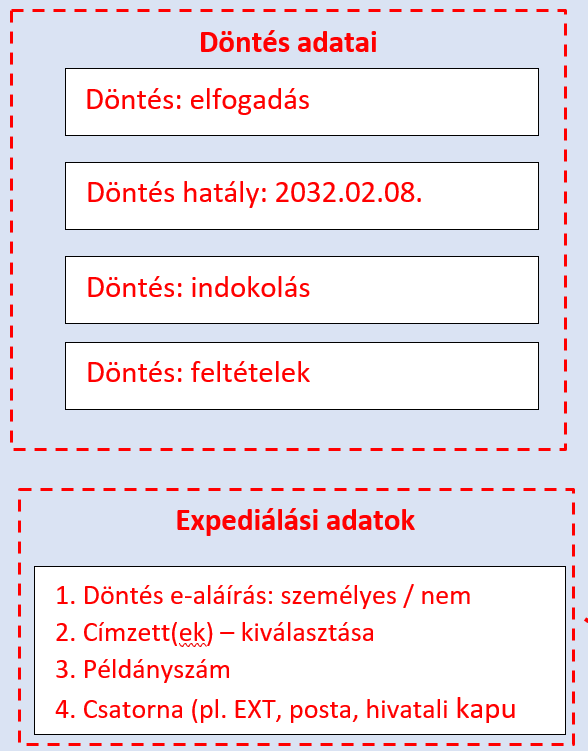 Döntés adatai
Döntés: elfogadás
Döntés hatály: 2032.02.08.
Döntés: indokolás
Döntés: feltételek
Expediálási adatok
1. Döntés e-aláírás: személyes / nem
2. Címzett(ek) – kiválasztása
3. Példányszám
4. Csatorna (pl. EXT, posta, hivatali kapu